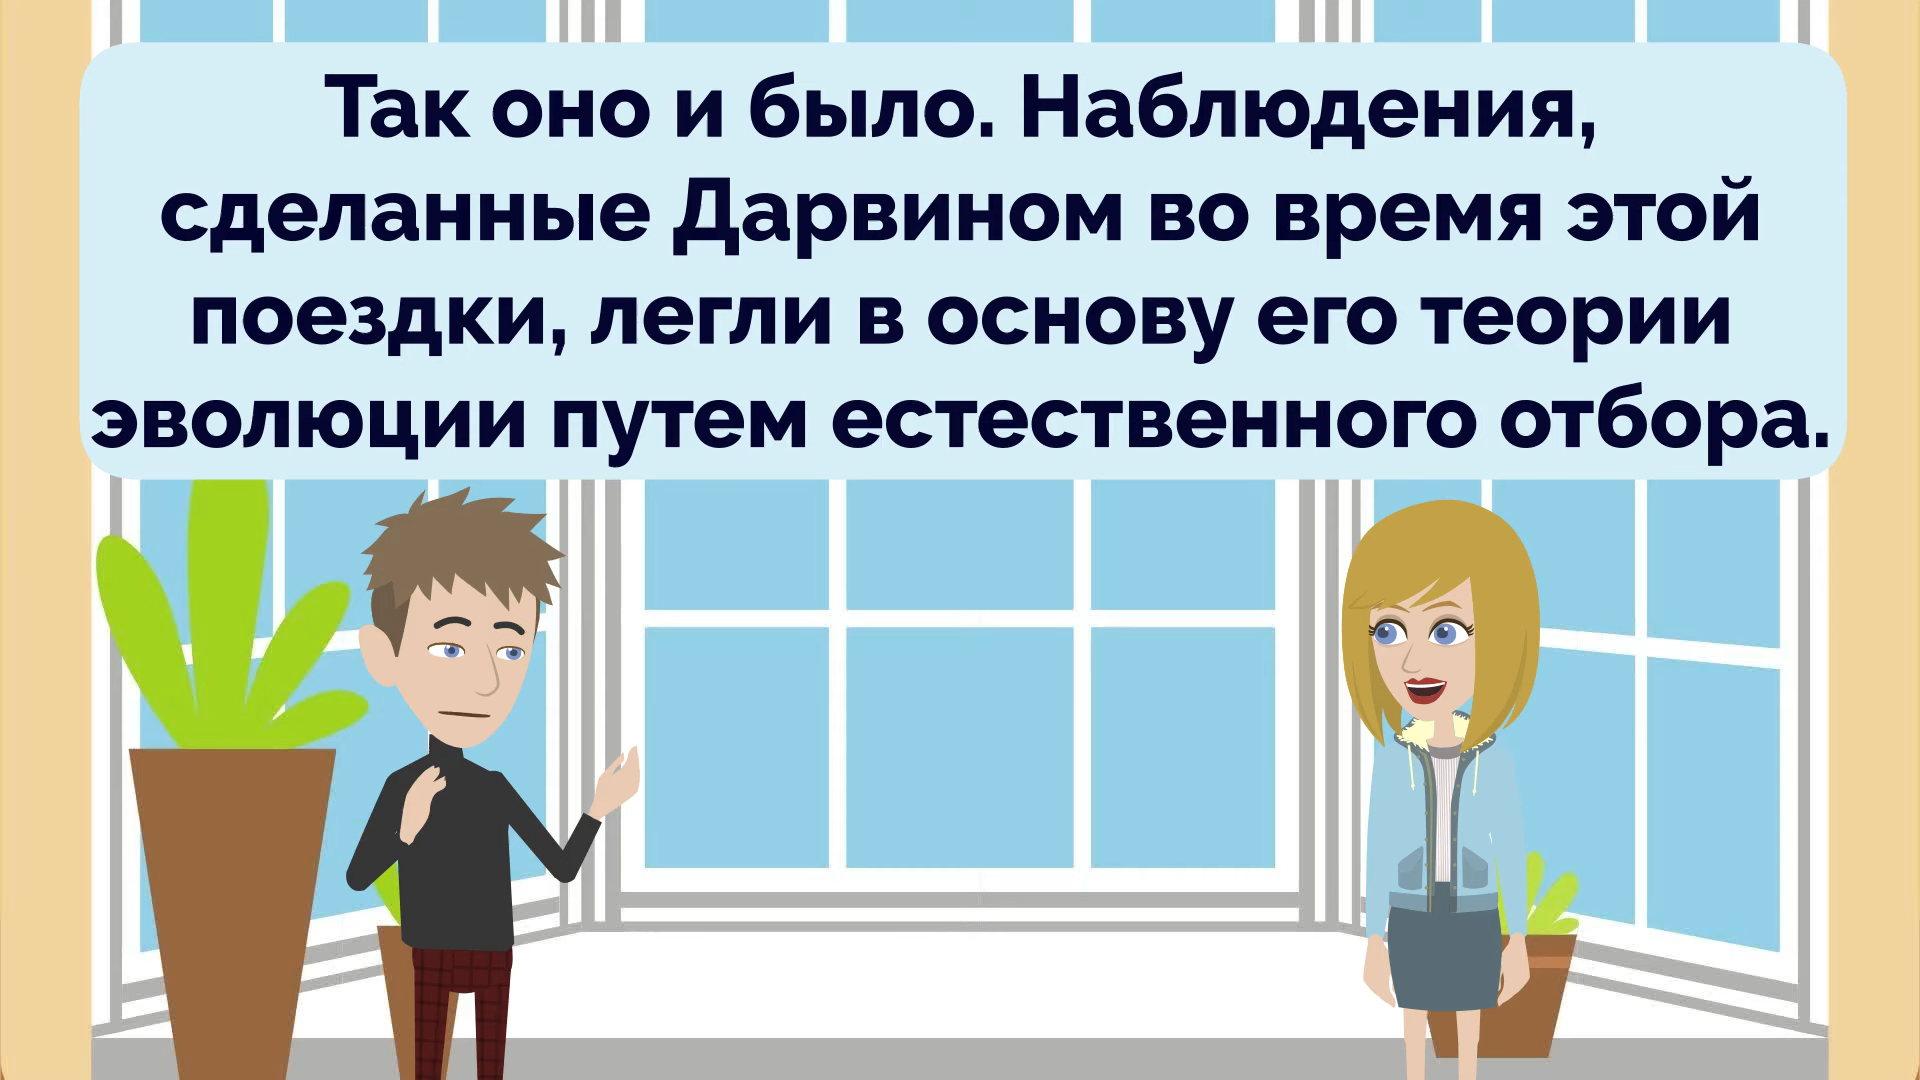 Так оно и было. Наблюдения,
сделанные Дарвином во время этой
поездки, легли в основу его теории
эволюции путем естественного отбора.